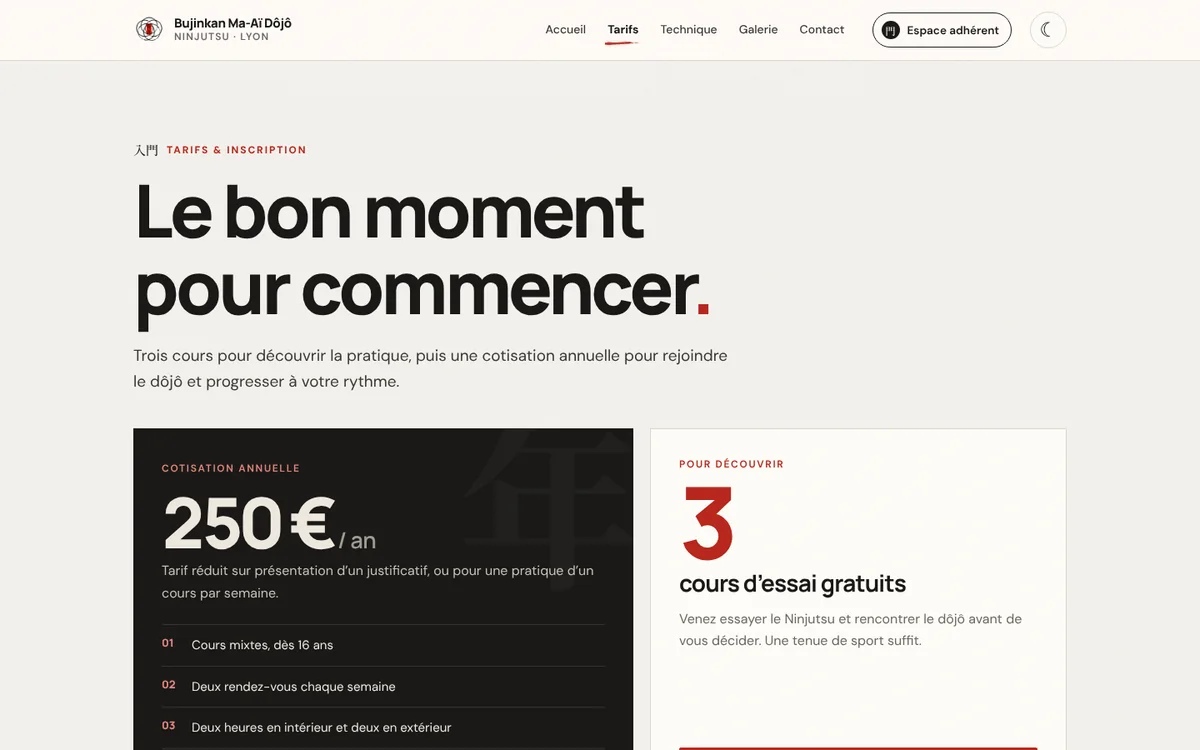 Bujinkan Ma-Aï Dôjô
NINJUTSU · LYON
Accueil
Tarifs
Technique
Galerie
Contact
Espace adhérent
入門 TARIFS & INSCRIPTION
Le bon moment
pour commencer.
Trois cours pour découvrir la pratique, puis une cotisation annuelle pour rejoindre
le dôjô et progresser à votre rythme.
年
COTISATION ANNUELLE
250 € / an
Tarif réduit sur présentation d’un justificatif, ou pour une pratique d’un
cours par semaine.
01 Cours mixtes, dès 16 ans
02 Deux rendez-vous chaque semaine
03 Deux heures en intérieur et deux en extérieur
POUR DÉCOUVRIR
3
cours d’essai gratuits
Venez essayer le Ninjutsu et rencontrer le dôjô avant de
vous décider. Une tenue de sport suffit.